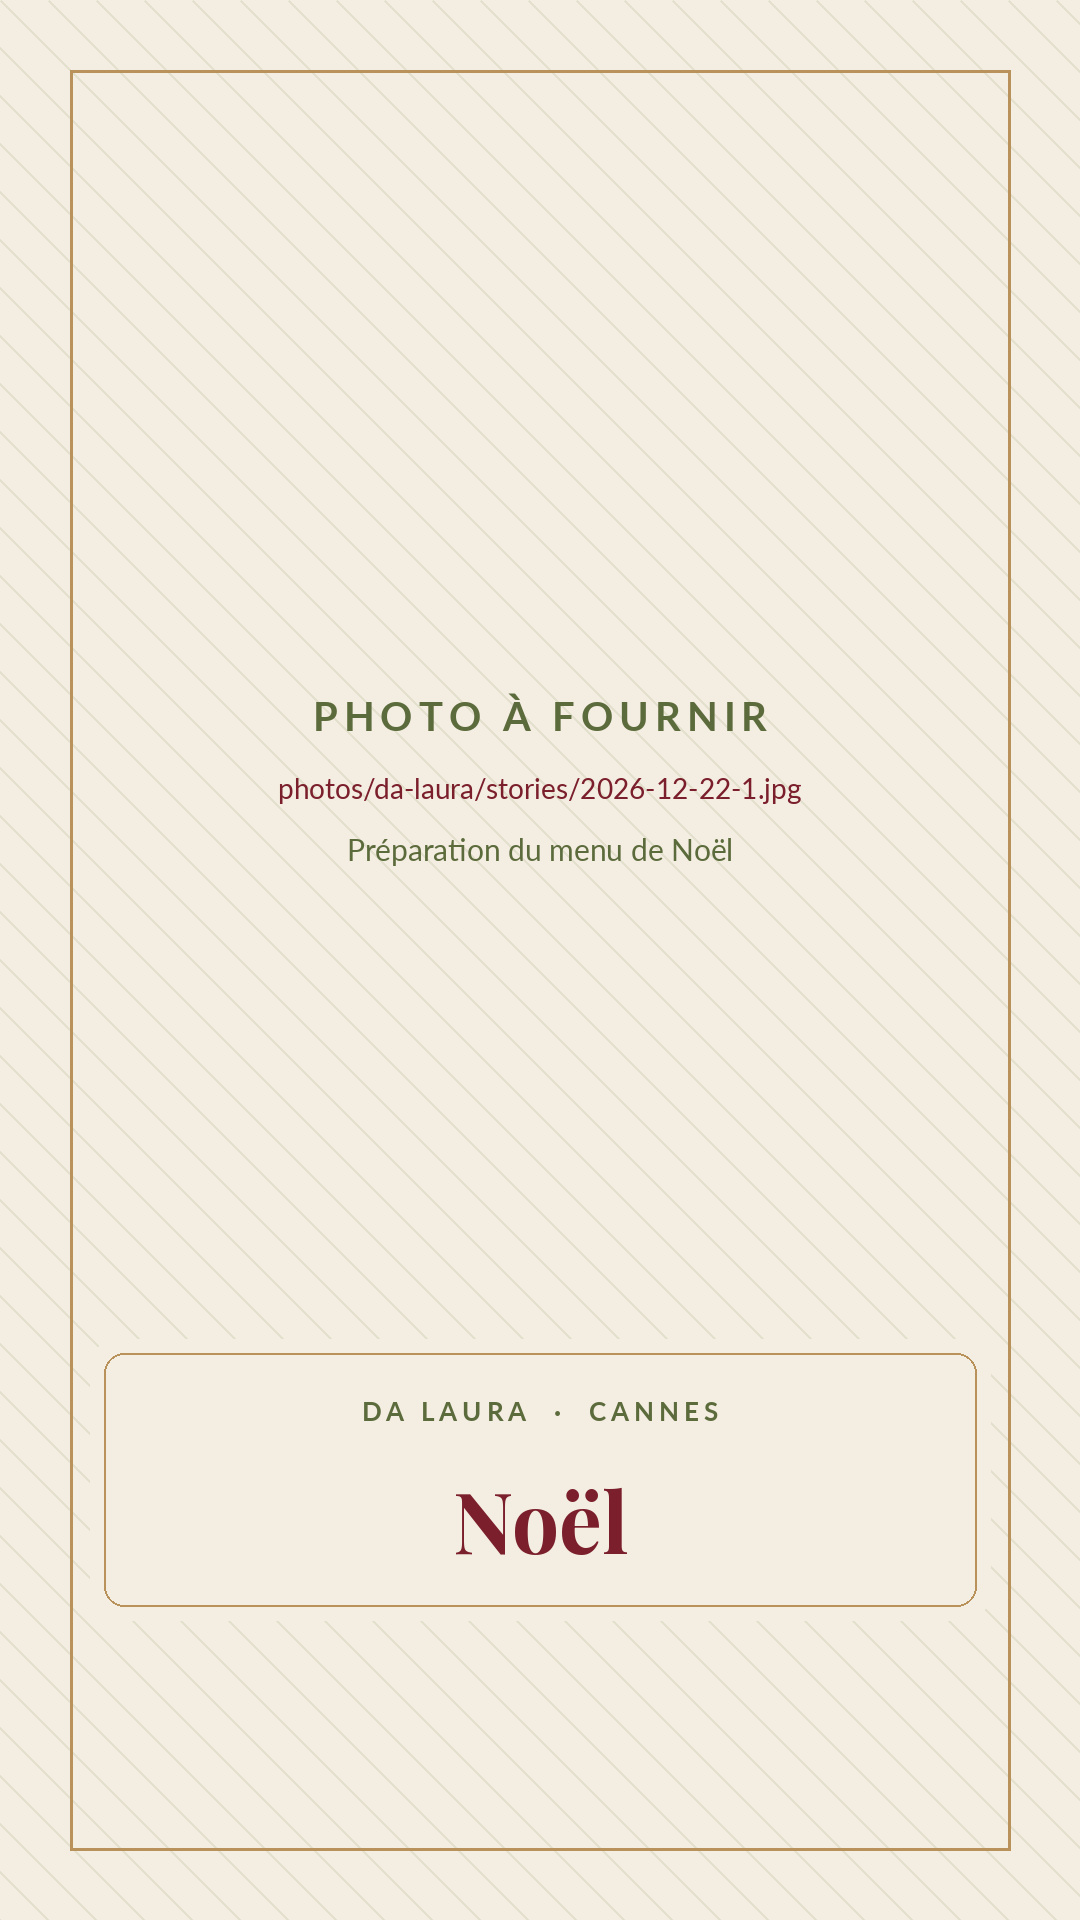 PHOTO À FOURNIR
photos/da-laura/stories/2026-12-22-1.jpg
Préparation du menu de Noël
DA LAURA · CANNES
Noël